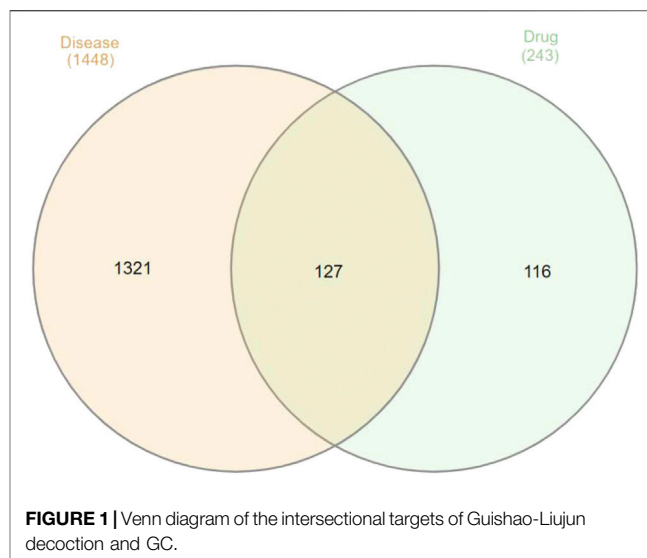 Disease
(1448)
Drug
(243)
1321
127
116
FIGURE 1 | Venn diagram of the intersectional targets of Guishao-Liujun
decoction and GC.